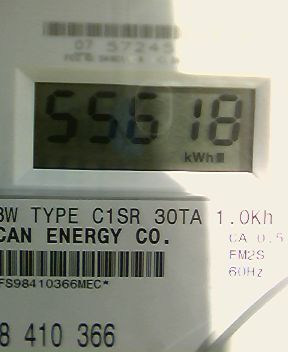 07 57245
55618
kWh
3W TYPE C1SR 30TA 1.0Kh
CAN ENERGY CO.
CA 0.5
FM2S
60Hz
FS98410366MEC*
8 410 366